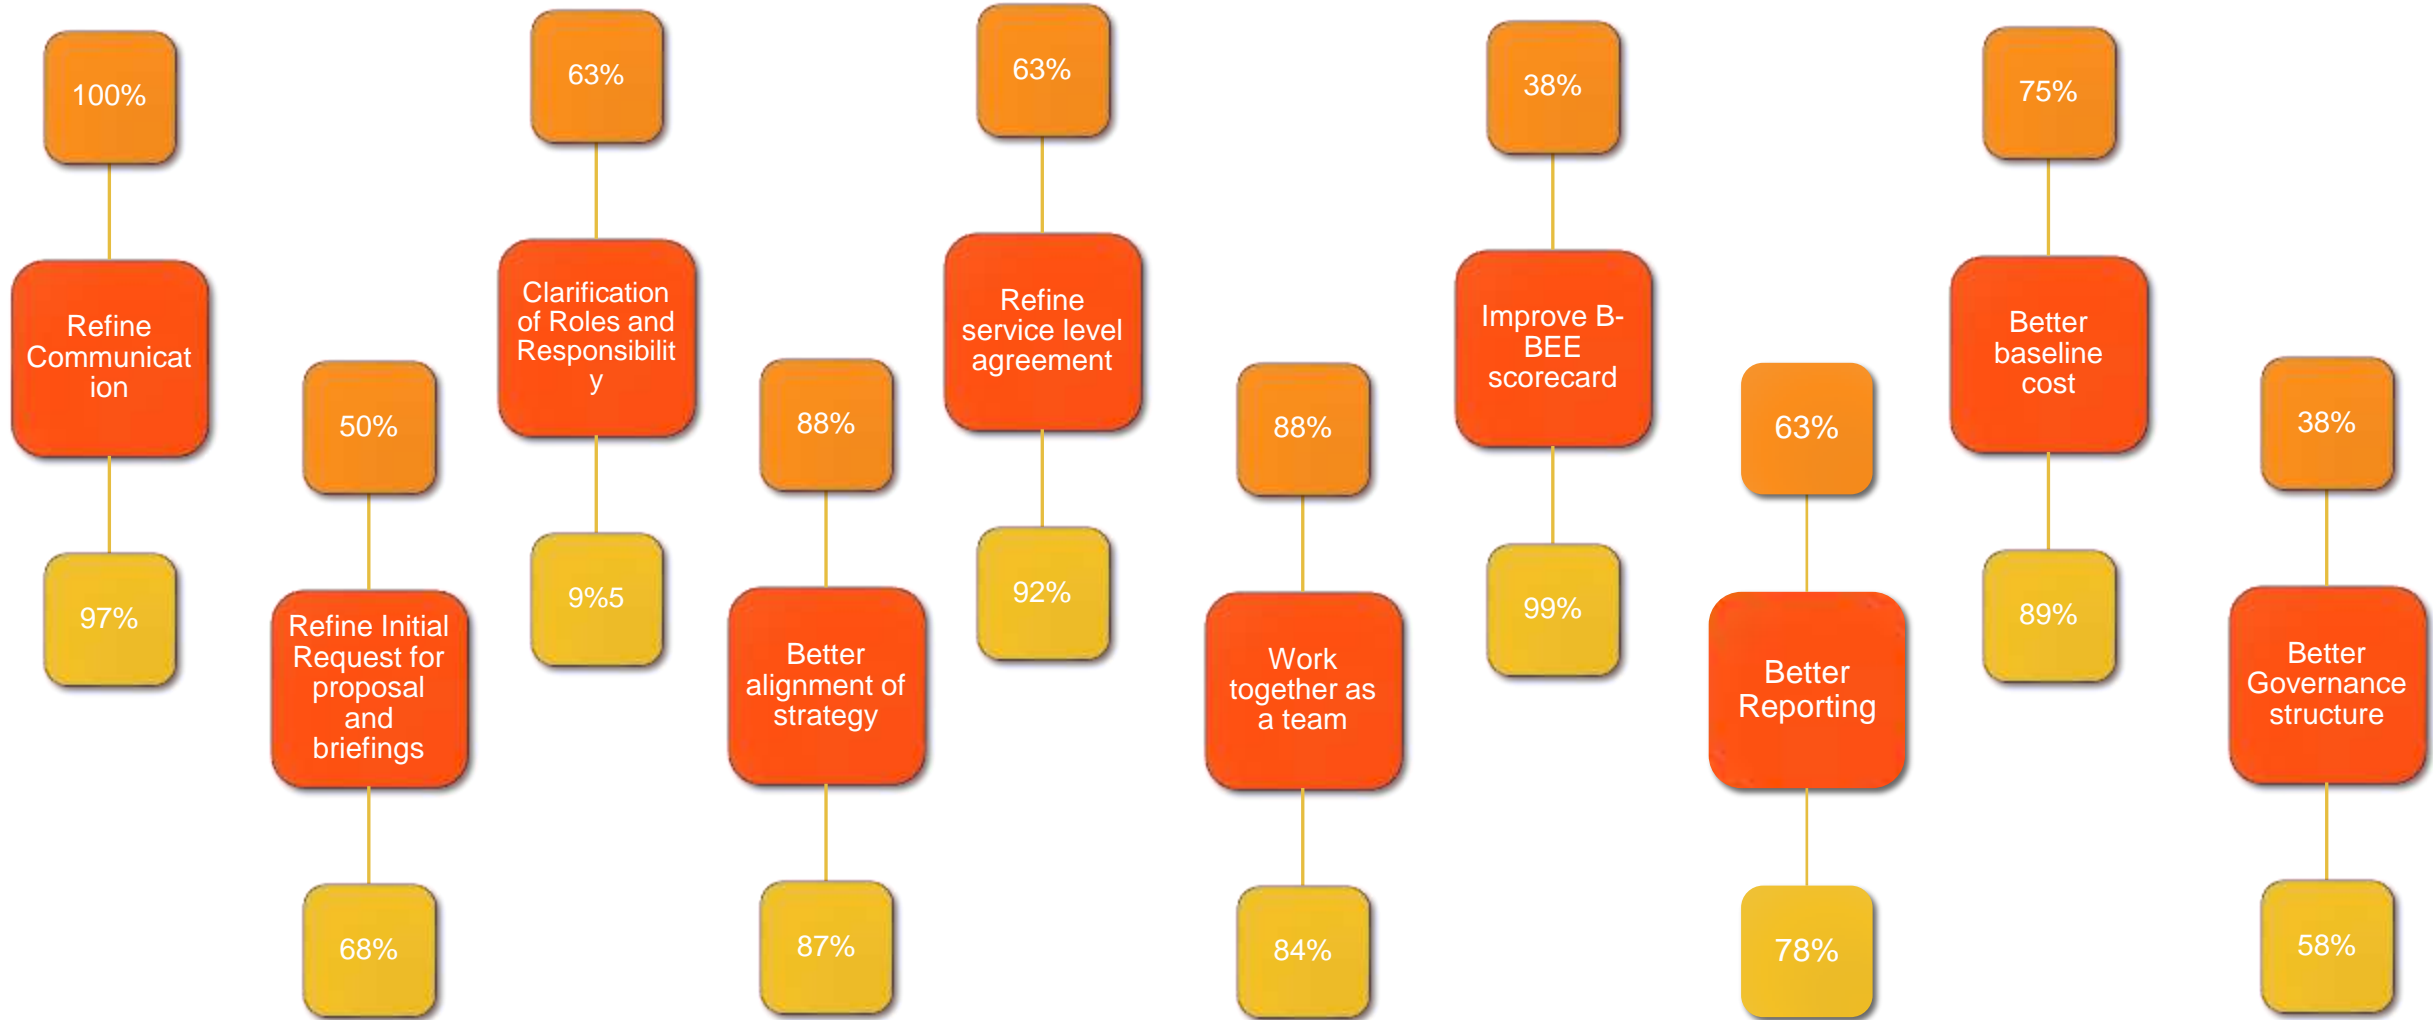 100%
Refine
Communicat
ion
97%
50%
Refine Initial
Request for
proposal
and
briefings
68%
63%
Clarification
of Roles and
Responsibilit
y
9%5
88%
Better
alignment of
strategy
87%
63%
Refine
service level
agreement
92%
88%
Work
together as
a team
84%
38%
Improve B-
BEE
scorecard
99%
63%
Better
Reporting
78%
75%
Better
baseline
cost
89%
38%
Better
Governance
structure
58%